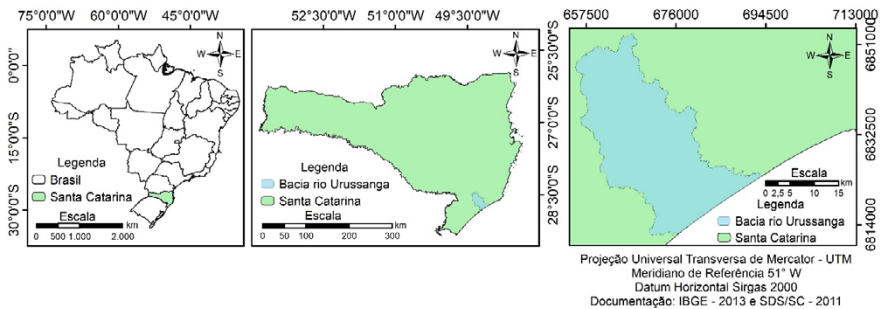 75°0'0"O 60°0'0"O 45°0'0"O
0°0'0"
15°0'0"S
30°0'0"S
N
W E
S
Legenda
Brasil
Santa Catarina
Escala
km
0 500 1.000 2.000
52°30'0"O 51°0'0"O 49°30'0"O
25°30'0"S
27°0'0"S
28°30'0"S
N
W E
S
Legenda
Bacia rio Urussanga
Santa Catarina
Escala
km
0 50 100 200 300
657500 676000 694500 713000
6851000
6832500
6814000
N
W E
S
Escala
km
0 2,5 5 10 15
Legenda
Bacia rio Urussanga
Santa Catarina
Projeção Universal Transversa de Mercator - UTM
Meridiano de Referência 51° W
Datum Horizontal Sirgas 2000
Documentação: IBGE - 2013 e SDS/SC - 2011